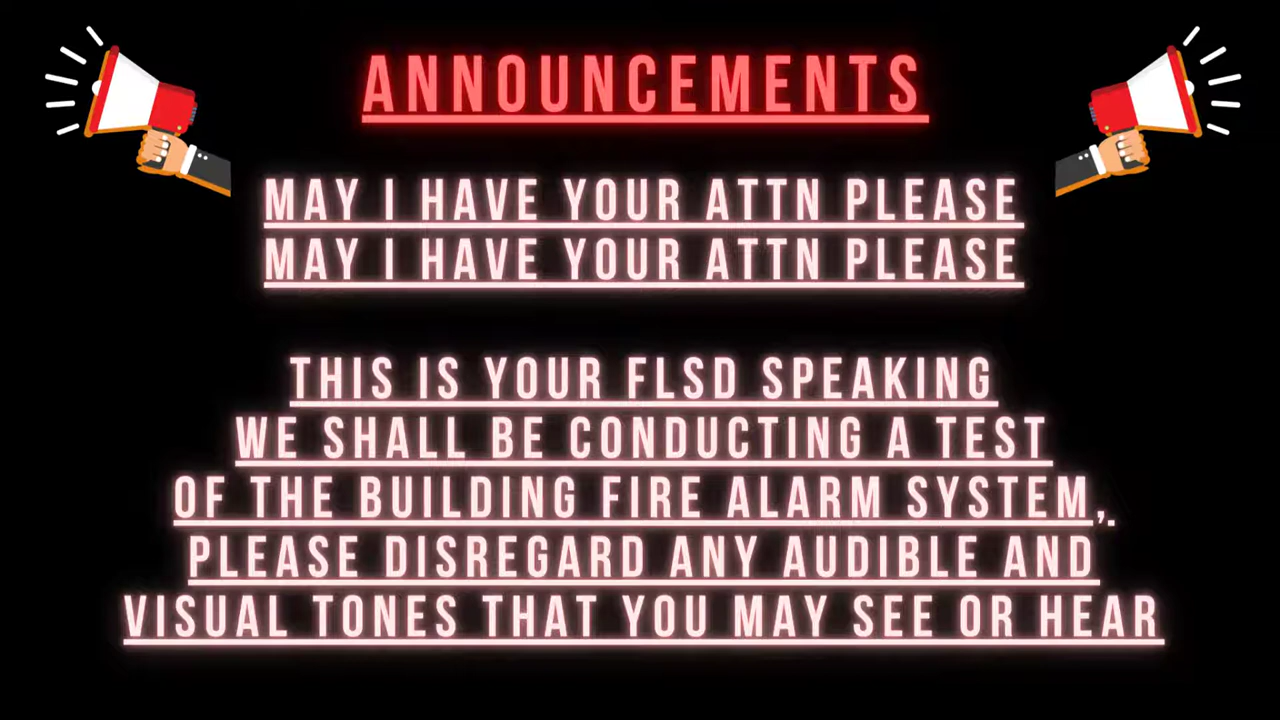 ANNOUNCEMENTS
MAY I HAVE YOUR ATTN PLEASE
MAY I HAVE YOUR ATTN PLEASE
THIS IS YOUR FLSD SPEAKING
WE SHALL BE CONDUCTING A TEST
OF THE BUILDING FIRE ALARM SYSTEM,.
PLEASE DISREGARD ANY AUDIBLE AND
VISUAL TONES THAT YOU MAY SEE OR HEAR